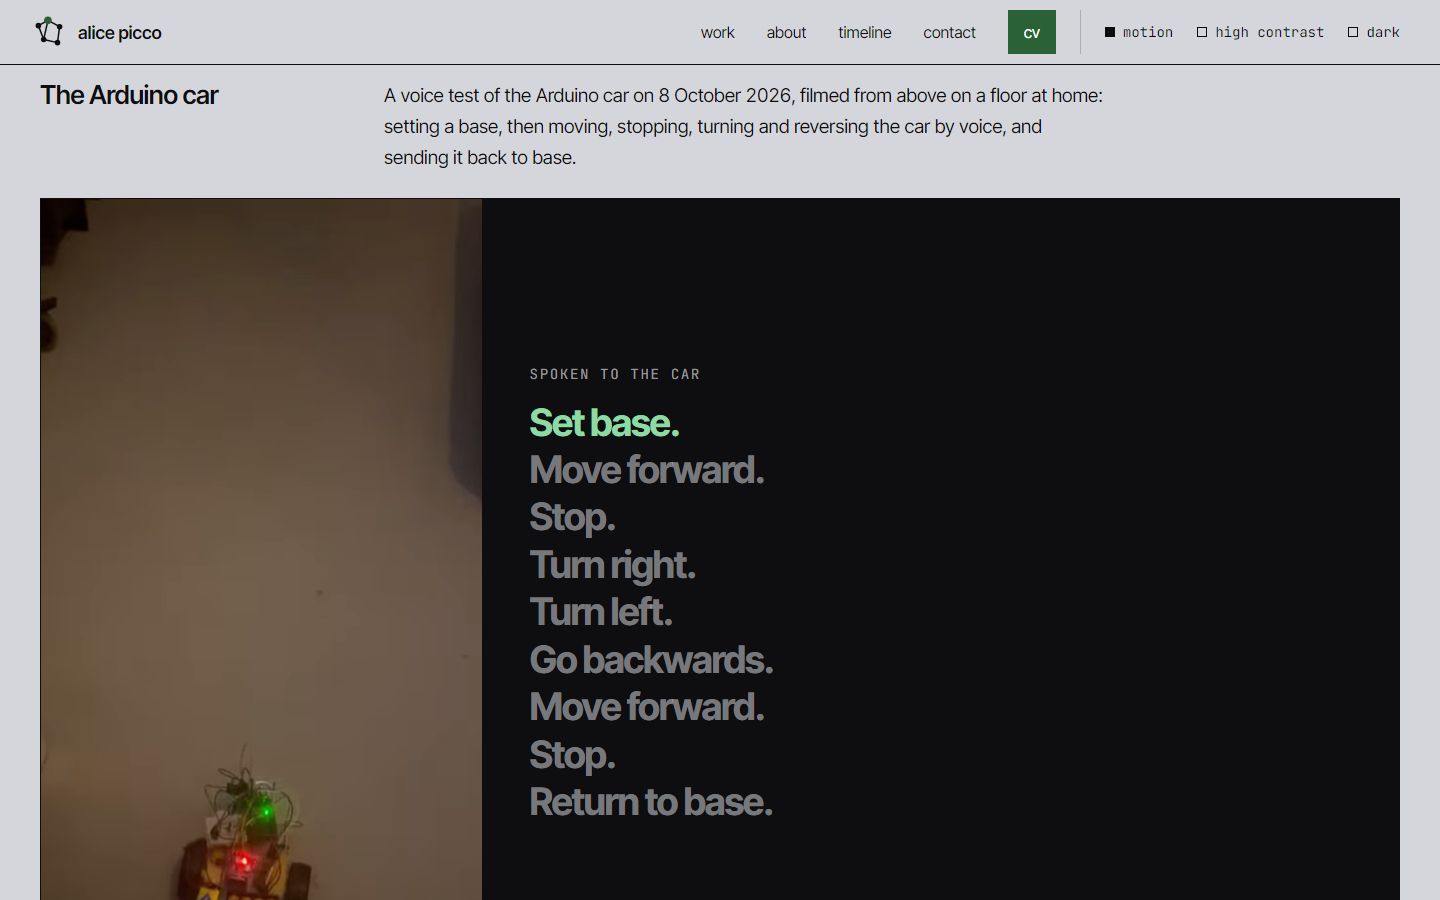 alice picco
work
about
timeline
contact
cv
motion
high contrast
dark
The Arduino car
A voice test of the Arduino car on 8 October 2026, filmed from above on a floor at home:
setting a base, then moving, stopping, turning and reversing the car by voice, and
sending it back to base.
SPOKEN TO THE CAR
Set base.
Move forward.
Stop.
Turn right.
Turn left.
Go backwards.
Move forward.
Stop.
Return to base.